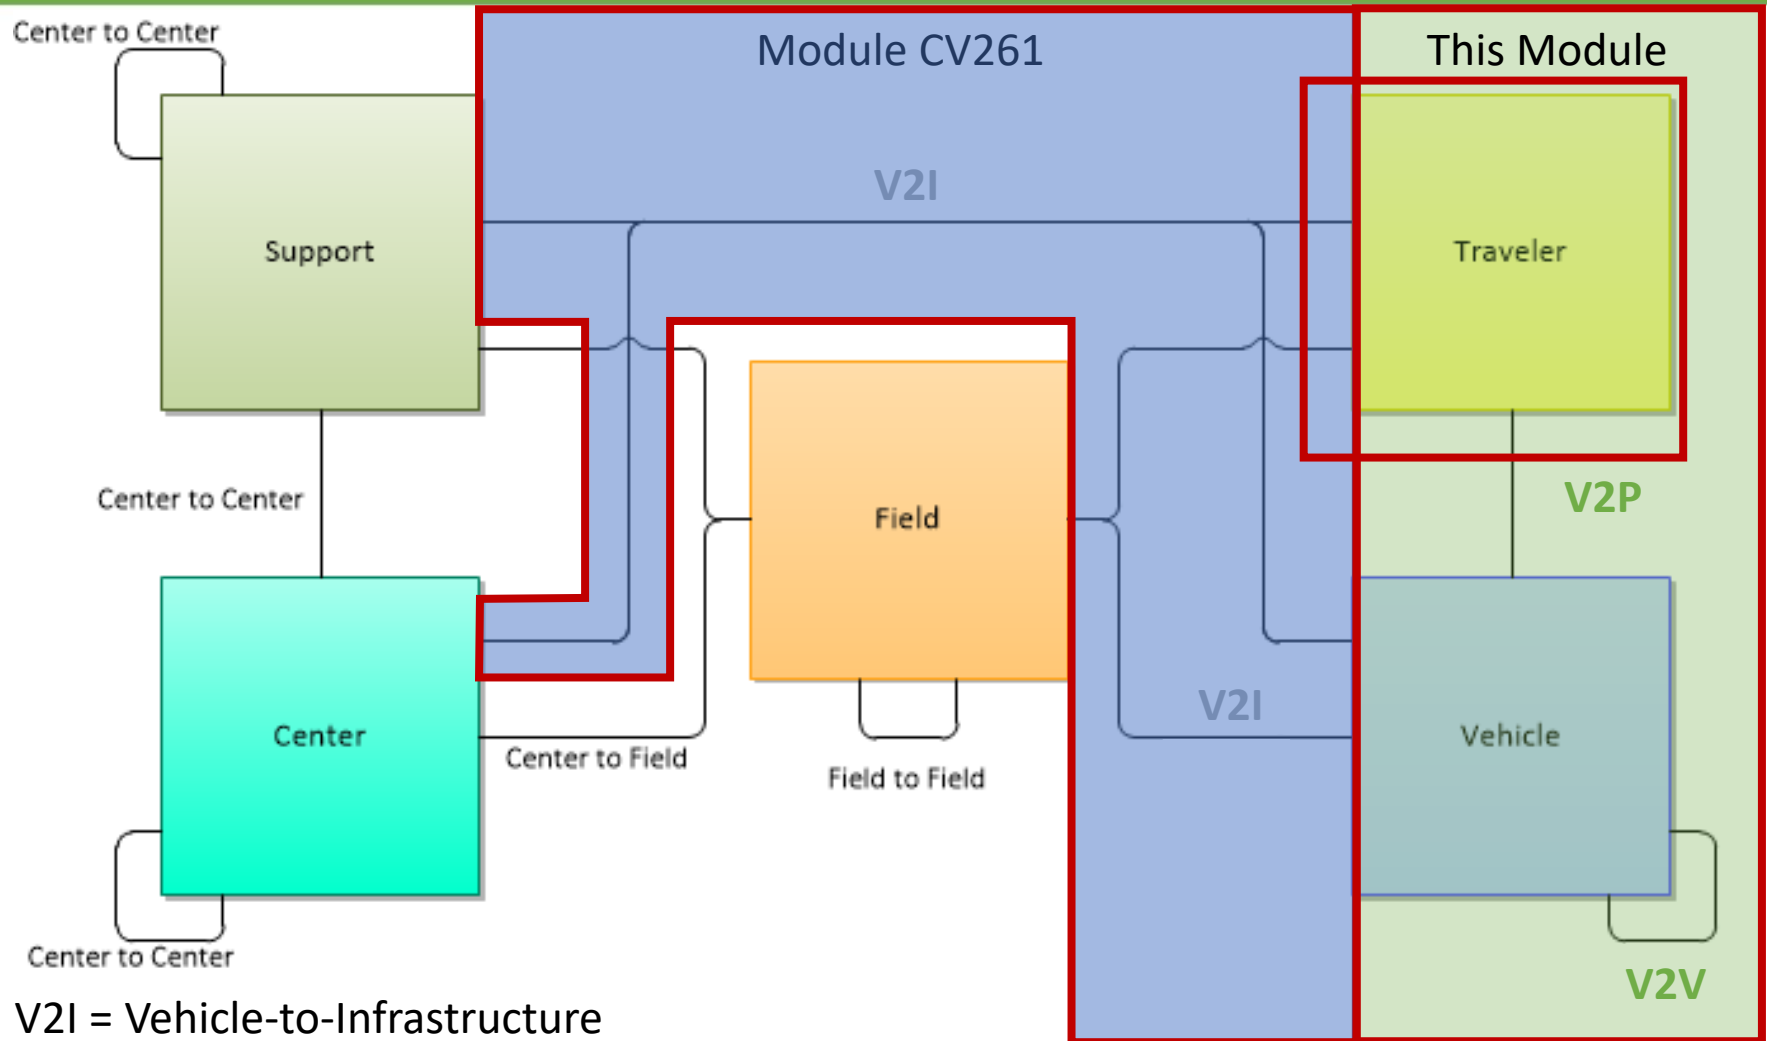 Center to Center
Module CV261
This Module
V2I
Support
Traveler
Center to Center
V2P
Field
V2I
Center
Vehicle
Center to Field
Field to Field
Center to Center
V2V
V2I = Vehicle-to-Infrastructure